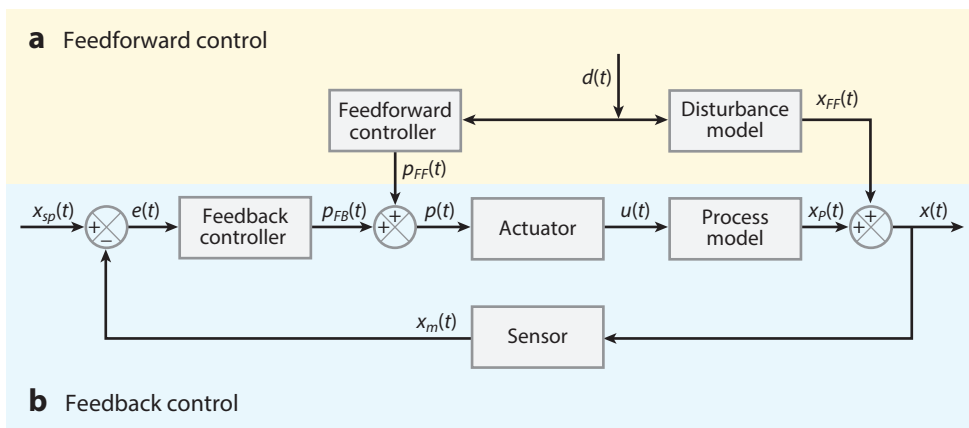 a Feedforward control
d(t)
Feedforward
controller
Disturbance
model
x_FF(t)
p_FF(t)
x_sp(t)
+
−
e(t)
Feedback
controller
p_FB(t)
+
+
p(t)
Actuator
u(t)
Process
model
x_P(t)
+
+
x(t)
x_m(t)
Sensor
b Feedback control